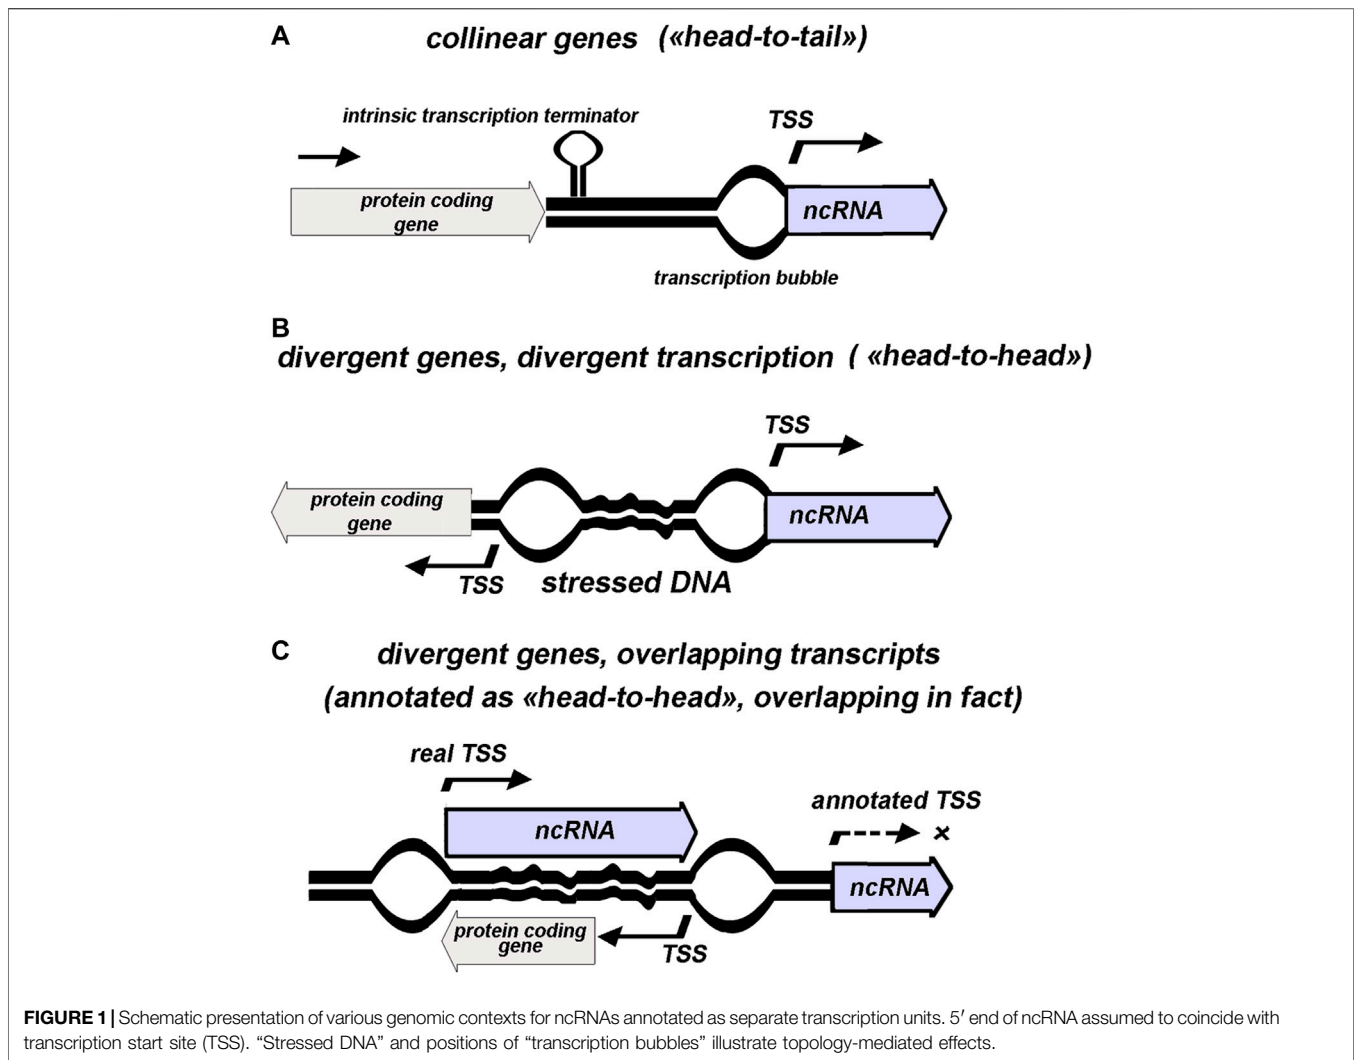 A
collinear genes («head-to-tail»)
intrinsic transcription terminator
TSS
protein coding
gene
ncRNA
transcription bubble
B
divergent genes, divergent transcription ( «head-to-head»)
TSS
protein coding
gene
ncRNA
TSS
stressed DNA
C
divergent genes, overlapping transcripts
(annotated as «head-to-head», overlapping in fact)
real TSS
annotated TSS
ncRNA
ncRNA
protein coding
gene
TSS
FIGURE 1 | Schematic presentation of various genomic contexts for ncRNAs annotated as separate transcription units. 5′ end of ncRNA assumed to coincide with
transcription start site (TSS). “Stressed DNA” and positions of “transcription bubbles” illustrate topology-mediated effects.